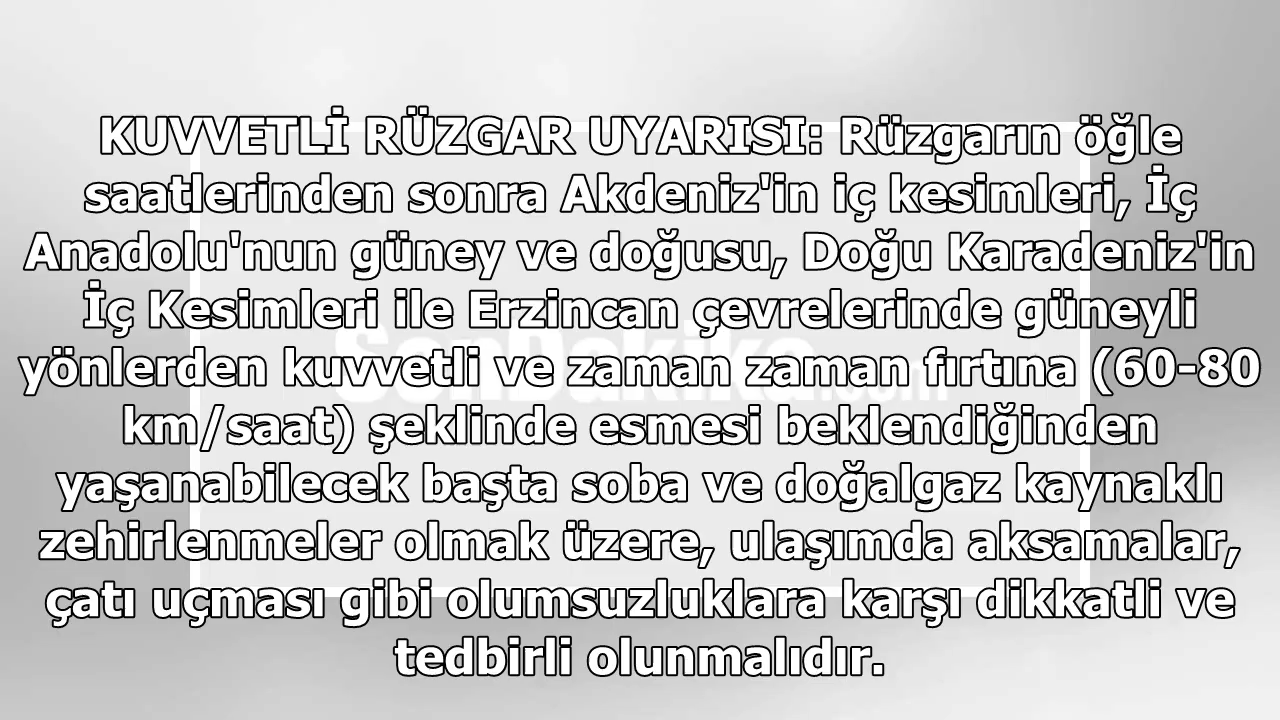 KUVVETLİ RÜZGAR UYARISI: Rüzgarın öğle
saatlerinden sonra Akdeniz'in iç kesimleri, İç
Anadolu'nun güney ve doğusu, Doğu Karadeniz'in
İç Kesimleri ile Erzincan çevrelerinde güneyli
yönlerden kuvvetli ve zaman zaman fırtına (60-80
km/saat) şeklinde esmesi beklendiğinden
yaşanabilecek başta soba ve doğalgaz kaynaklı
zehirlenmeler olmak üzere, ulaşımda aksamalar,
çatı uçması gibi olumsuzluklara karşı dikkatli ve
tedbirli olunmalıdır.
SonDakika.com